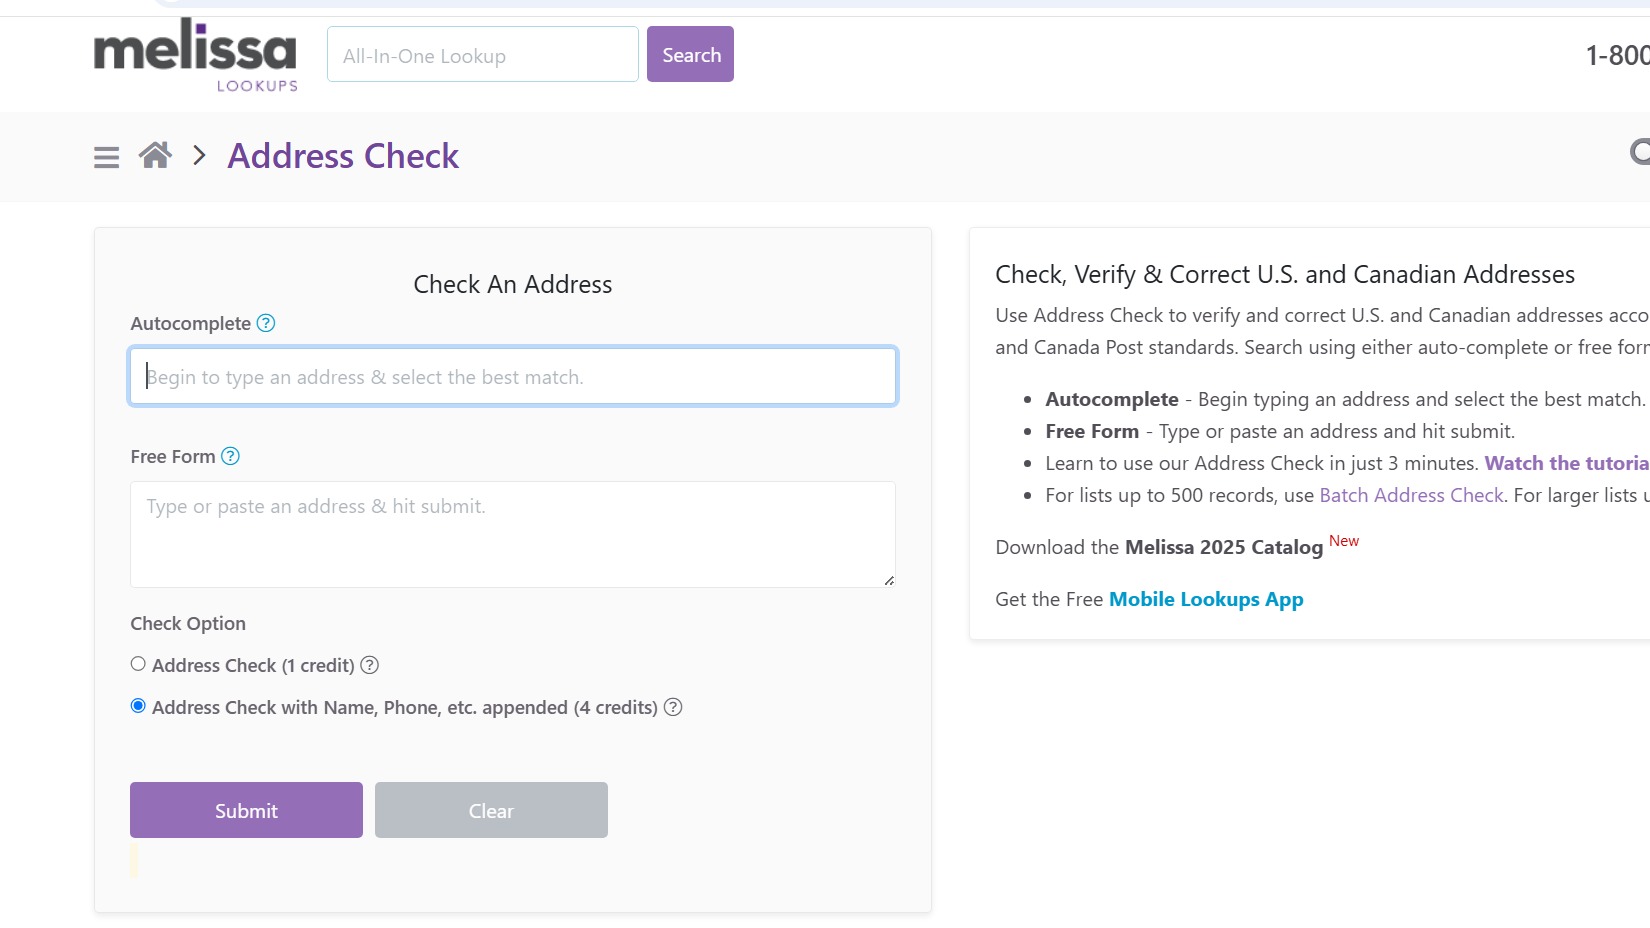 melissa
LOOKUPS
All-In-One Lookup
Search
1-800
Address Check
Check An Address
Autocomplete ?
Begin to type an address & select the best match.
Free Form ?
Type or paste an address & hit submit.
Check Option
Address Check (1 credit) ?
Address Check with Name, Phone, etc. appended (4 credits) ?
Submit
Clear
Check, Verify & Correct U.S. and Canadian Addresses
Use Address Check to verify and correct U.S. and Canadian addresses acco
and Canada Post standards. Search using either auto-complete or free for
Autocomplete - Begin typing an address and select the best match.
Free Form - Type or paste an address and hit submit.
Learn to use our Address Check in just 3 minutes. Watch the tutoria
For lists up to 500 records, use Batch Address Check. For larger lists
Download the Melissa 2025 Catalog New
Get the Free Mobile Lookups App